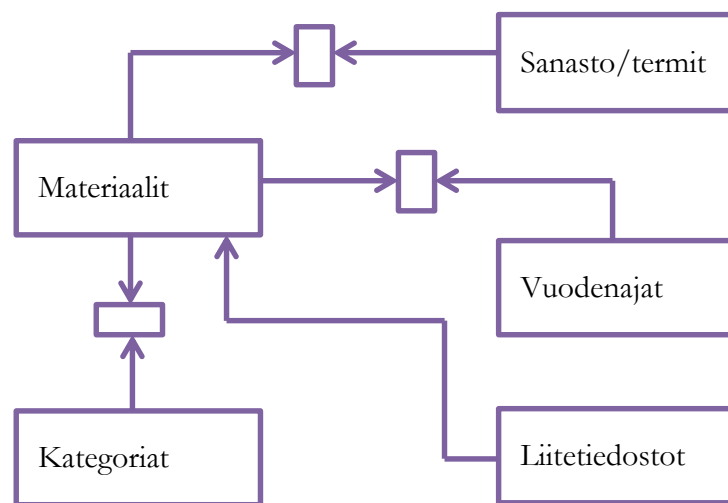 Sanasto/termit
Materiaalit
Vuodenajat
Kategoriat
Liitetiedostot